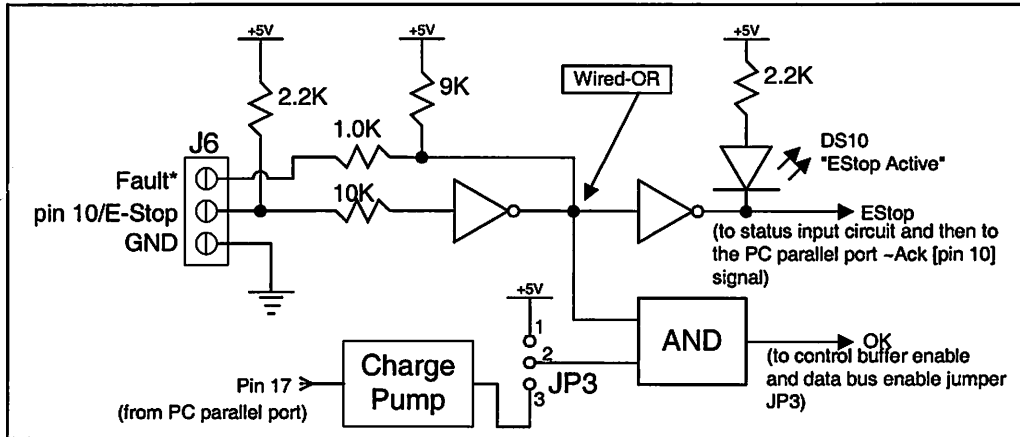 +5V
+5V
+5V
Wired-OR
2.2K
9K
2.2K
J6
1.0K
DS10
"EStop Active"
Fault*
10K
pin 10/E-Stop
EStop
GND
(to status input circuit and then to
the PC parallel port ~Ack [pin 10]
signal)
+5V
1
AND
OK
2
Charge
Pump
JP3
(to control buffer enable
and data bus enable jumper
JP3)
Pin 17
3
(from PC parallel port)